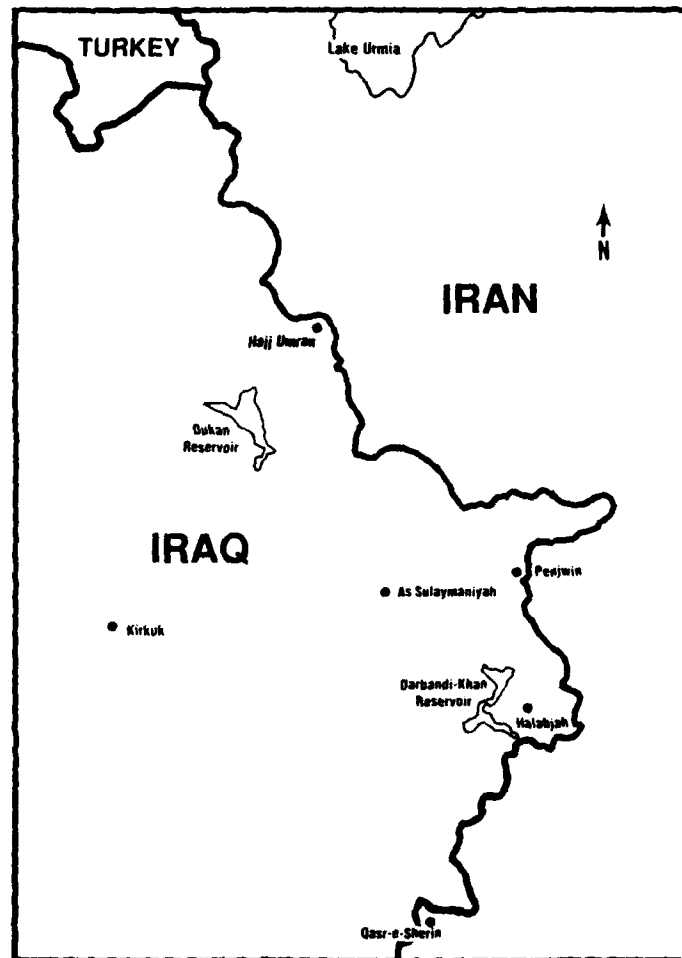 TURKEY
Lake Urmia
N
IRAN
Hajj Umran
Dukan
Reservoir
IRAQ
Penjwin
As Sulaymaniyah
Kirkuk
Darbandi-Khan
Reservoir
Halabjah
Qasr-e-Sherin